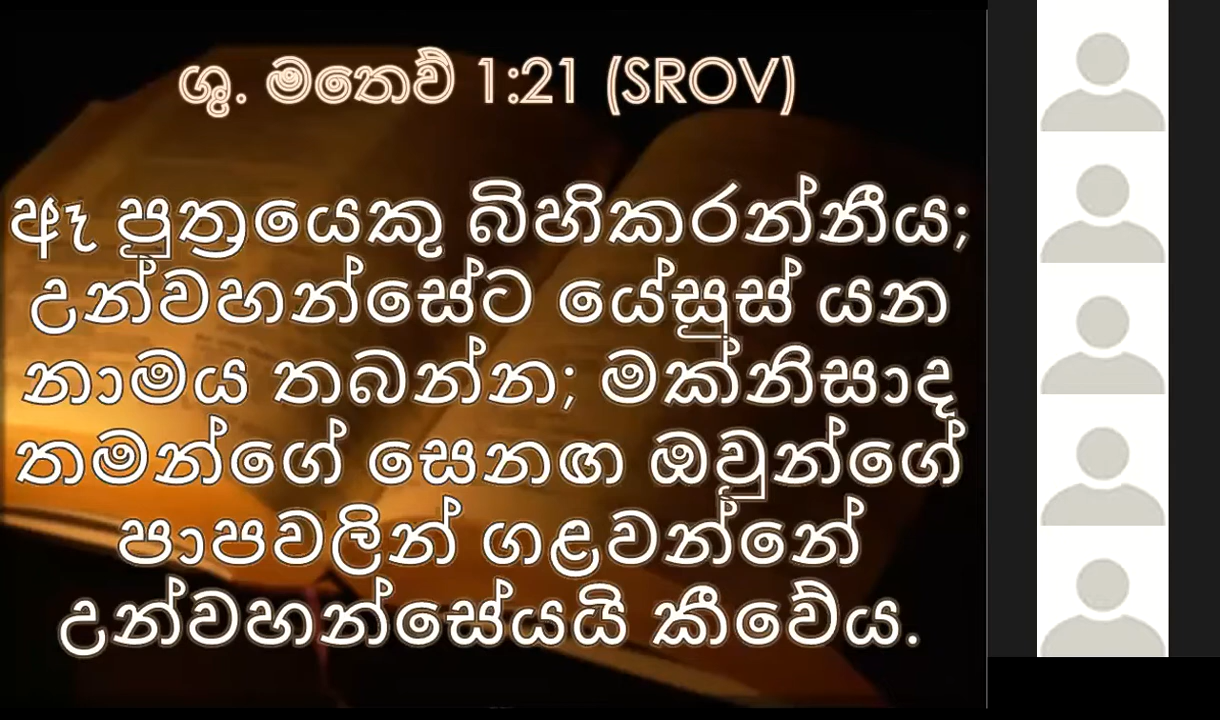 ශු. මතෙව් 1:21 (SROV)
ඈ පුත්‍රයෙකු බිහිකරන්නීය;
උන්වහන්සේට යේසුස් යන
නාමය තබන්න; මක්නිසාද
තමන්ගේ සෙනඟ ඔවුන්ගේ
පාපවලින් ගළවන්නේ
උන්වහන්සේයයි කීවේය.